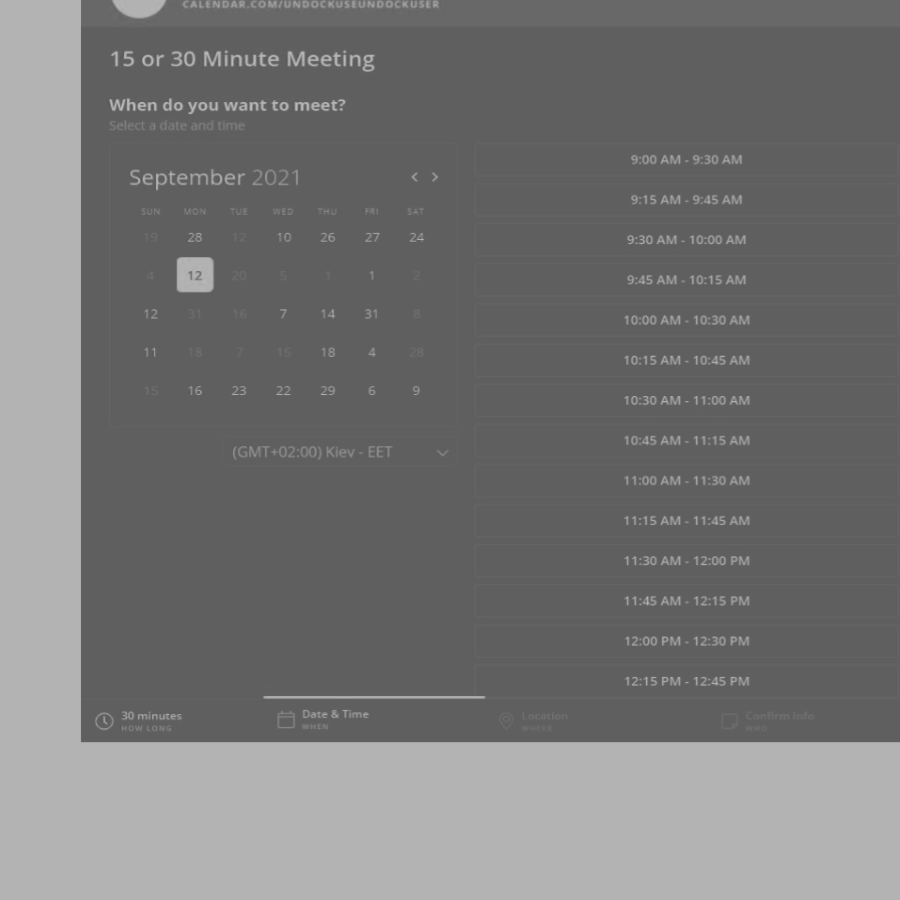 CALENDAR.COM/UNDOCKUSEUNDOCKUSER
15 or 30 Minute Meeting
When do you want to meet?
Select a date and time
September 2021
SUN MON TUE WED THU FRI SAT
19 28 12 10 26 27 24
4 12 20 5 1 1 2
12 31 16 7 14 31 8
11 18 7 15 18 4 28
15 16 23 22 29 6 9
(GMT+02:00) Kiev - EET
9:00 AM - 9:30 AM
9:15 AM - 9:45 AM
9:30 AM - 10:00 AM
9:45 AM - 10:15 AM
10:00 AM - 10:30 AM
10:15 AM - 10:45 AM
10:30 AM - 11:00 AM
10:45 AM - 11:15 AM
11:00 AM - 11:30 AM
11:15 AM - 11:45 AM
11:30 AM - 12:00 PM
11:45 AM - 12:15 PM
12:00 PM - 12:30 PM
12:15 PM - 12:45 PM
30 minutes
HOW LONG
Date & Time
WHEN
Location
WHERE
Confirm Info
WHO